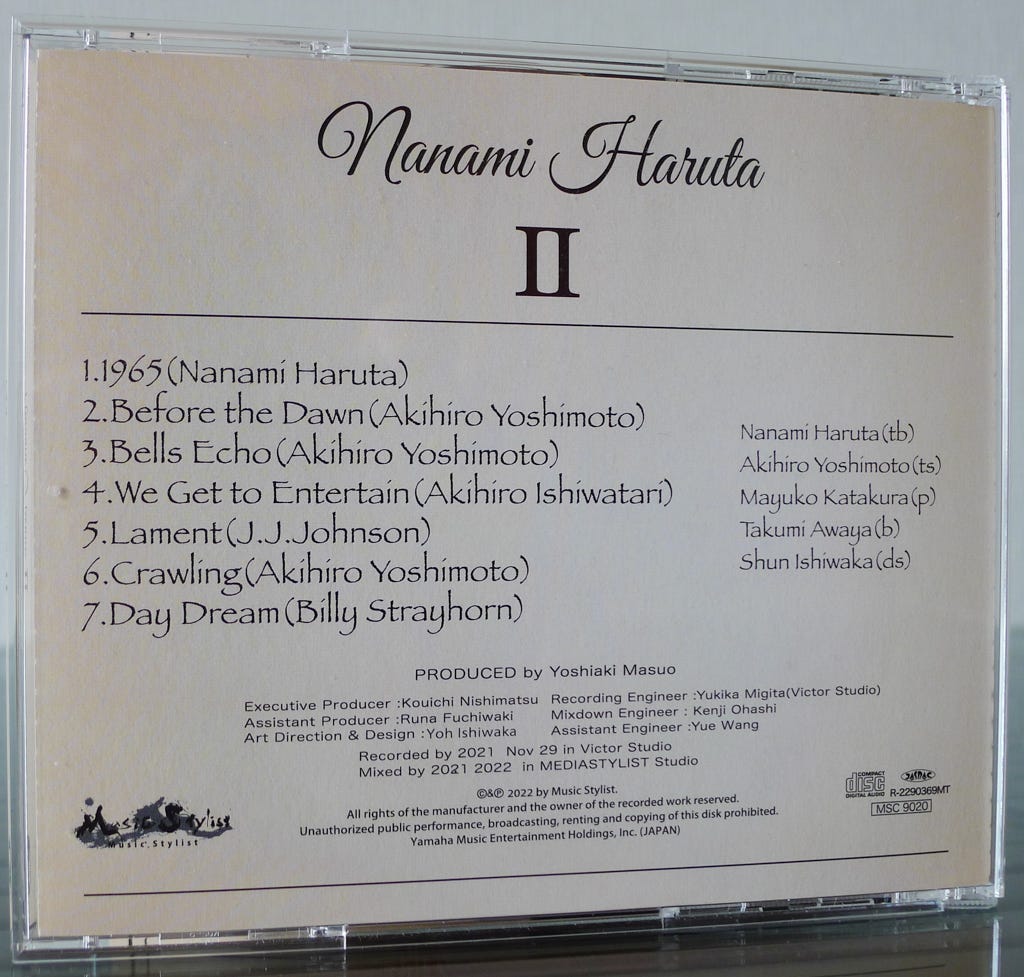 Nanami Haruta
II
1.1965(Nanami Haruta)
2.Before the Dawn(Akihiro Yoshimoto)
3.Bells Echo(Akihiro Yoshimoto)
4.We Get to Entertain(Akihiro Ishiwatari)
5.Lament(J.J.Johnson)
6.Crawling(Akihiro Yoshimoto)
7.Day Dream(Billy Strayhorn)
Nanami Haruta(tb)
Akihiro Yoshimoto(ts)
Mayuko Katakura(p)
Takumi Awaya(b)
Shun Ishiwaka(ds)
PRODUCED by Yoshiaki Masuo
Executive Producer :Kouichi Nishimatsu
Assistant Producer :Runa Fuchiwaki
Art Direction & Design :Yoh Ishiwaka
Recording Engineer :Yukika Migita(Victor Studio)
Mixdown Engineer : Kenji Ohashi
Assistant Engineer :Yue Wang
Recorded by 2021 Nov 29 in Victor Studio
Mixed by 2021 2022 in MEDIASTYLIST Studio
©&℗ 2022 by Music Stylist.
All rights of the manufacturer and the owner of the recorded work reserved.
Unauthorized public performance, broadcasting, renting and copying of this disk prohibited.
Yamaha Music Entertainment Holdings, Inc. (JAPAN)
Music Stylist
Music.Stylist
COMPACT
disc
DIGITAL AUDIO
JASRAC
R-2290369MT
MSC 9020